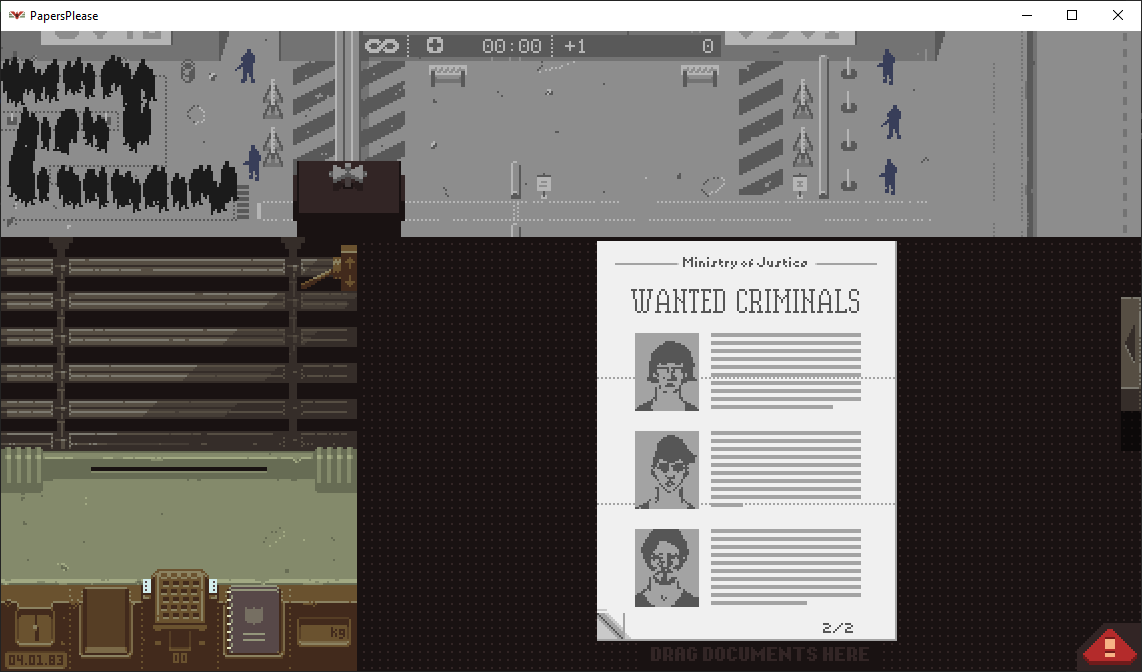 PapersPlease
00:00 +1 0
Ministry of Justice
WANTED CRIMINALS
2/2
DRAG DOCUMENTS HERE
kg
04.01.83
00